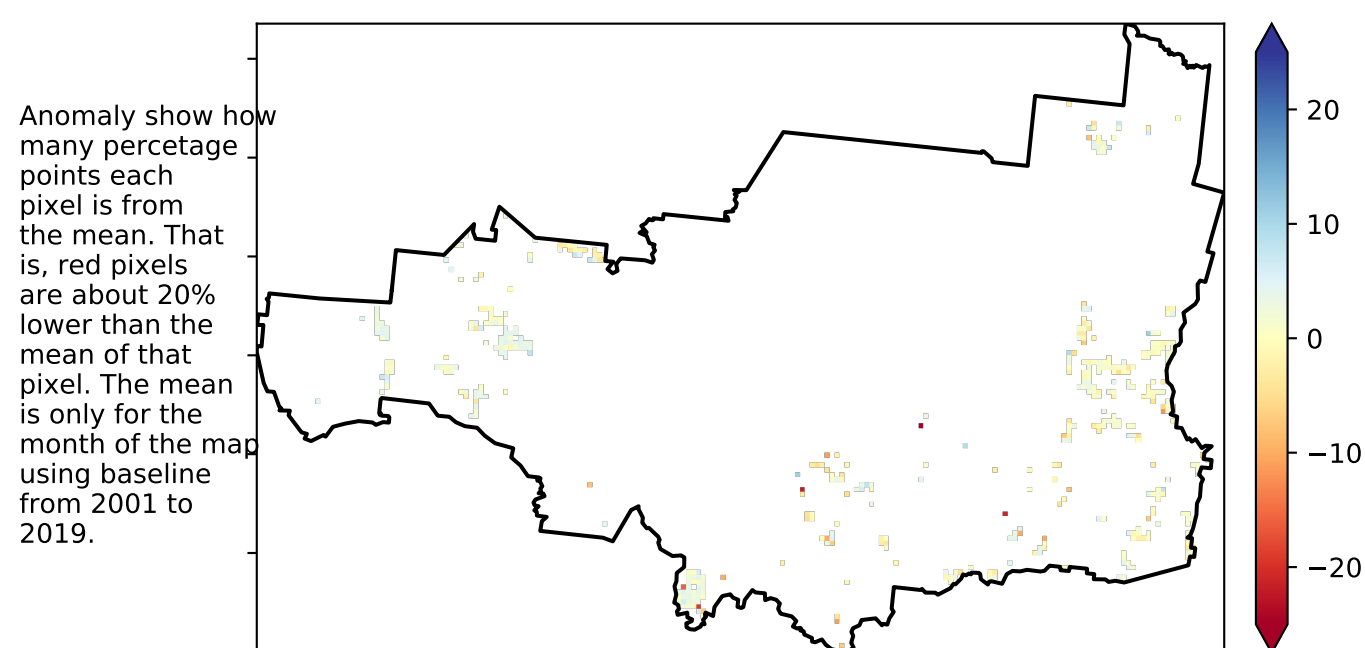 Anomaly show how
many percetage
points each
pixel is from
the mean. That
is, red pixels
are about 20%
lower than the
mean of that
pixel. The mean
is only for the
month of the map
using baseline
from 2001 to
2019.
20
10
0
−10
−20